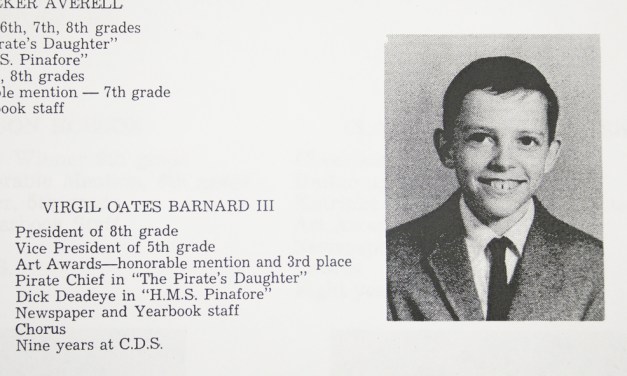 KER AVERELL
6th, 7th, 8th grades
rate's Daughter”
S. Pinafore”
, 8th grades
le mention — 7th grade
ook staff
VIRGIL OATES BARNARD III
President of 8th grade
Vice President of 5th grade
Art Awards—honorable mention and 3rd place
Pirate Chief in “The Pirate's Daughter”
Dick Deadeye in “H.M.S. Pinafore”
Newspaper and Yearbook staff
Chorus
Nine years at C.D.S.